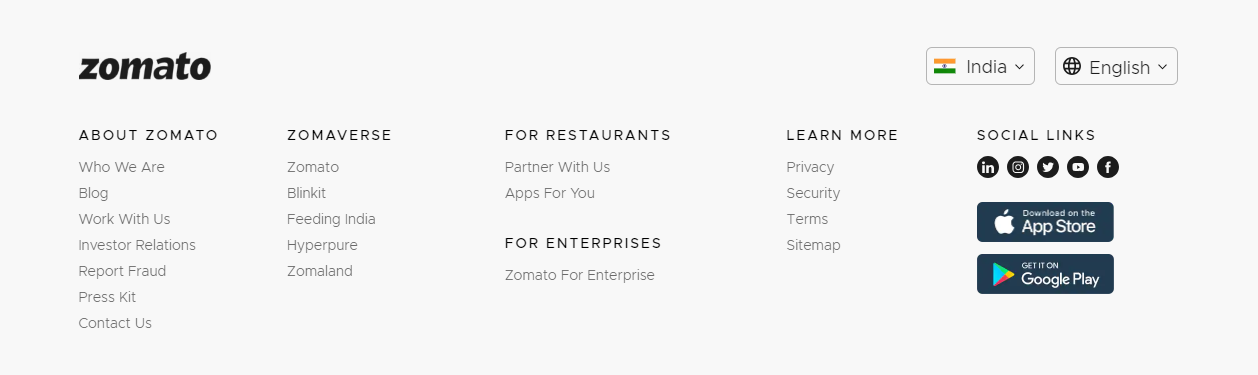 zomato
India
English
ABOUT ZOMATO
Who We Are
Blog
Work With Us
Investor Relations
Report Fraud
Press Kit
Contact Us
ZOMAVERSE
Zomato
Blinkit
Feeding India
Hyperpure
Zomaland
FOR RESTAURANTS
Partner With Us
Apps For You
FOR ENTERPRISES
Zomato For Enterprise
LEARN MORE
Privacy
Security
Terms
Sitemap
SOCIAL LINKS
Download on the
App Store
GET IT ON
Google Play